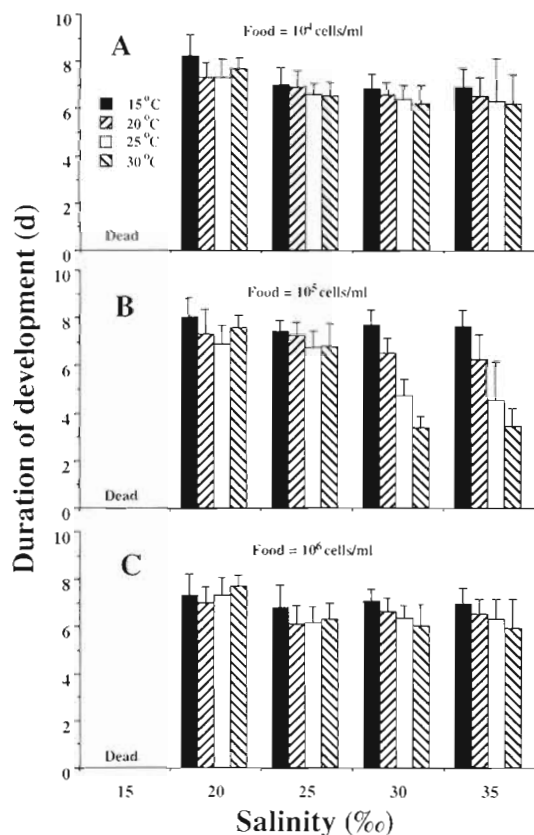 10
A
Food = 10⁴ cells/ml
8
15°C
20°C
6
25°C
30°C
4
2
Dead
0
10
B
Food = 10⁵ cells/ml
8
6
4
2
Dead
0
10
C
Food = 10⁶ cells/ml
8
6
4
2
Dead
0
15 20 25 30 35
Salinity (‰)
Duration of development (d)